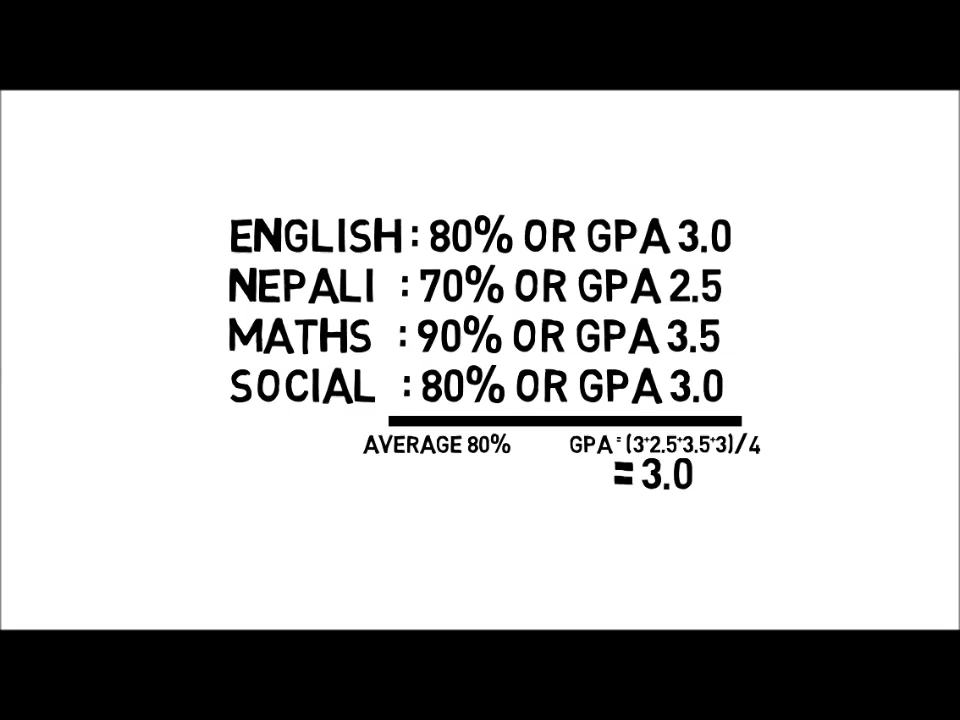 ENGLISH : 80% OR GPA 3.0
NEPALI : 70% OR GPA 2.5
MATHS : 90% OR GPA 3.5
SOCIAL : 80% OR GPA 3.0
AVERAGE 80% GPA = (3+2.5+3.5+3)/4
= 3.0